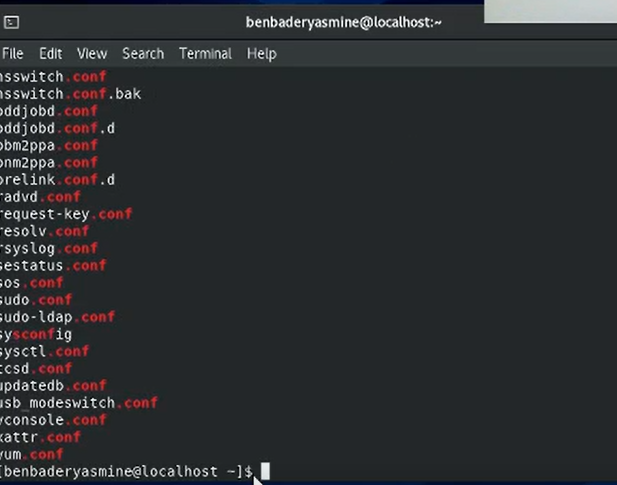 benbaderyasmine@localhost:~
File Edit View Search Terminal Help
nsswitch.conf
nsswitch.conf.bak
oddjobd.conf
oddjobd.conf.d
pbm2ppa.conf
pnm2ppa.conf
prelink.conf.d
radvd.conf
request-key.conf
resolv.conf
rsyslog.conf
sestatus.conf
sos.conf
sudo.conf
sudo-ldap.conf
sysconfig
sysctl.conf
tcsd.conf
updatedb.conf
usb_modeswitch.conf
vconsole.conf
xattr.conf
yum.conf
[benbaderyasmine@localhost ~]$